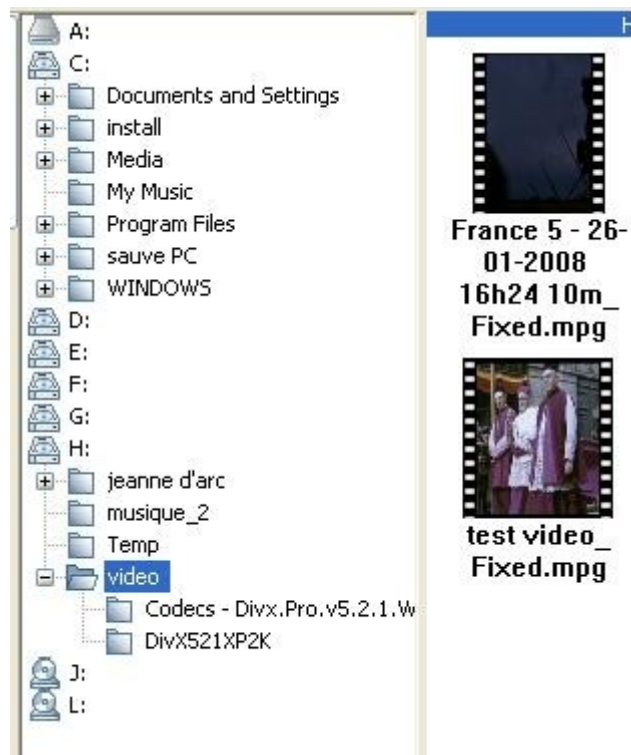 A:
C:
Documents and Settings
install
Media
My Music
Program Files
sauve PC
WINDOWS
D:
E:
F:
G:
H:
jeanne d'arc
musique_2
Temp
video
Codecs - Divx.Pro.v5.2.1.W
DivX521XP2K
J:
L:
H
France 5 - 26-
01-2008
16h24 10m_
Fixed.mpg
test video_
Fixed.mpg